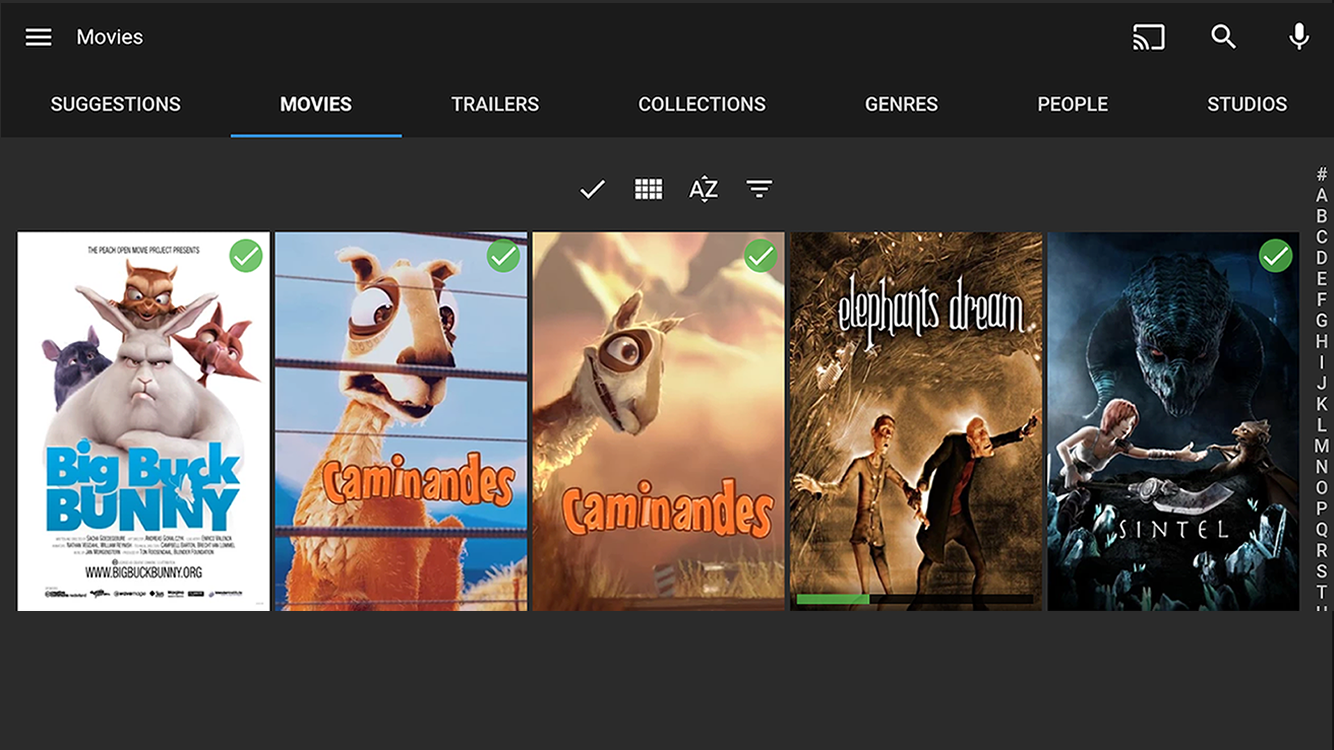 Movies
SUGGESTIONS
MOVIES
TRAILERS
COLLECTIONS
GENRES
PEOPLE
STUDIOS
AZ
THE PEACH OPEN MOVIE PROJECT PRESENTS
Big Buck
BUNNY
WWW.BIGBUCKBUNNY.ORG
Caminandes
Caminandes
elephants dream
SINTEL
#
A
B
C
D
E
F
G
H
I
J
K
L
M
N
O
P
Q
R
S
T